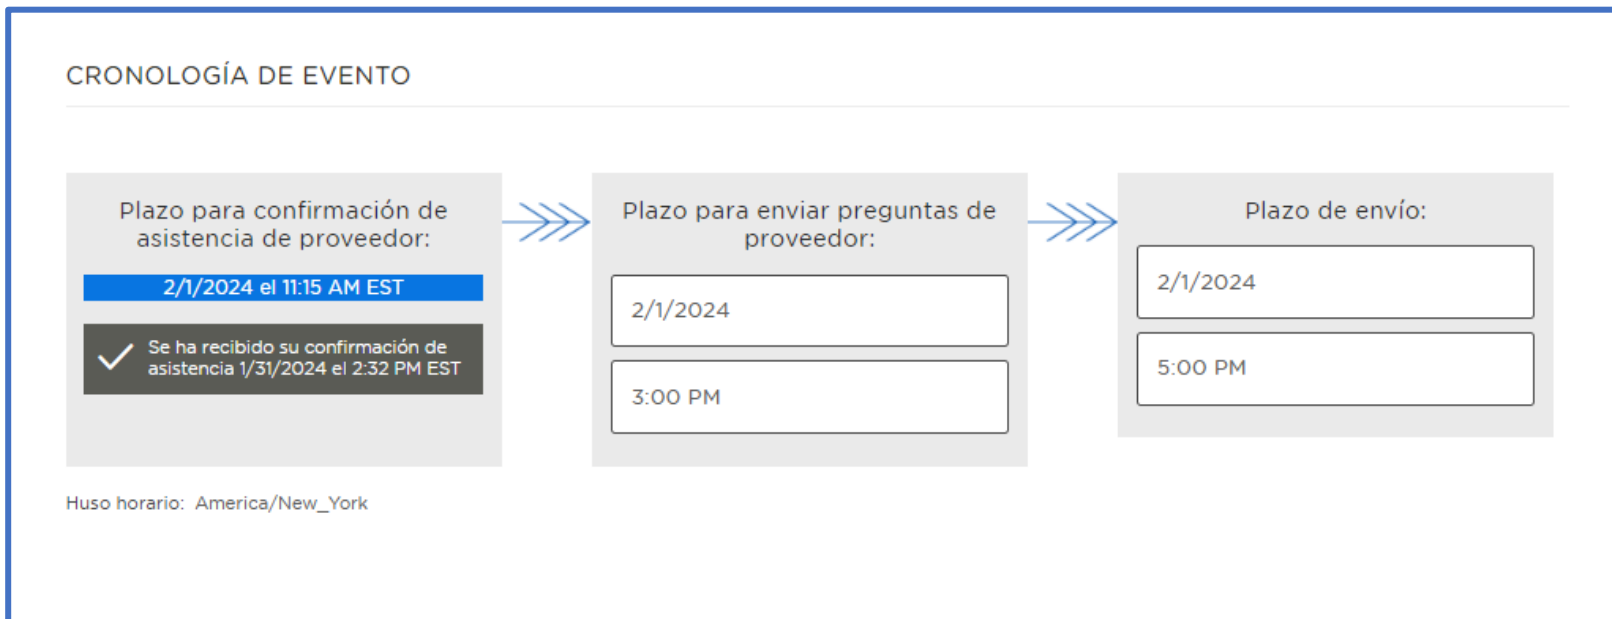 CRONOLOGÍA DE EVENTO
Plazo para confirmación de
asistencia de proveedor:
2/1/2024 el 11:15 AM EST
Se ha recibido su confirmación de
asistencia 1/31/2024 el 2:32 PM EST
Plazo para enviar preguntas de
proveedor:
2/1/2024
3:00 PM
Plazo de envío:
2/1/2024
5:00 PM
Huso horario: America/New_York